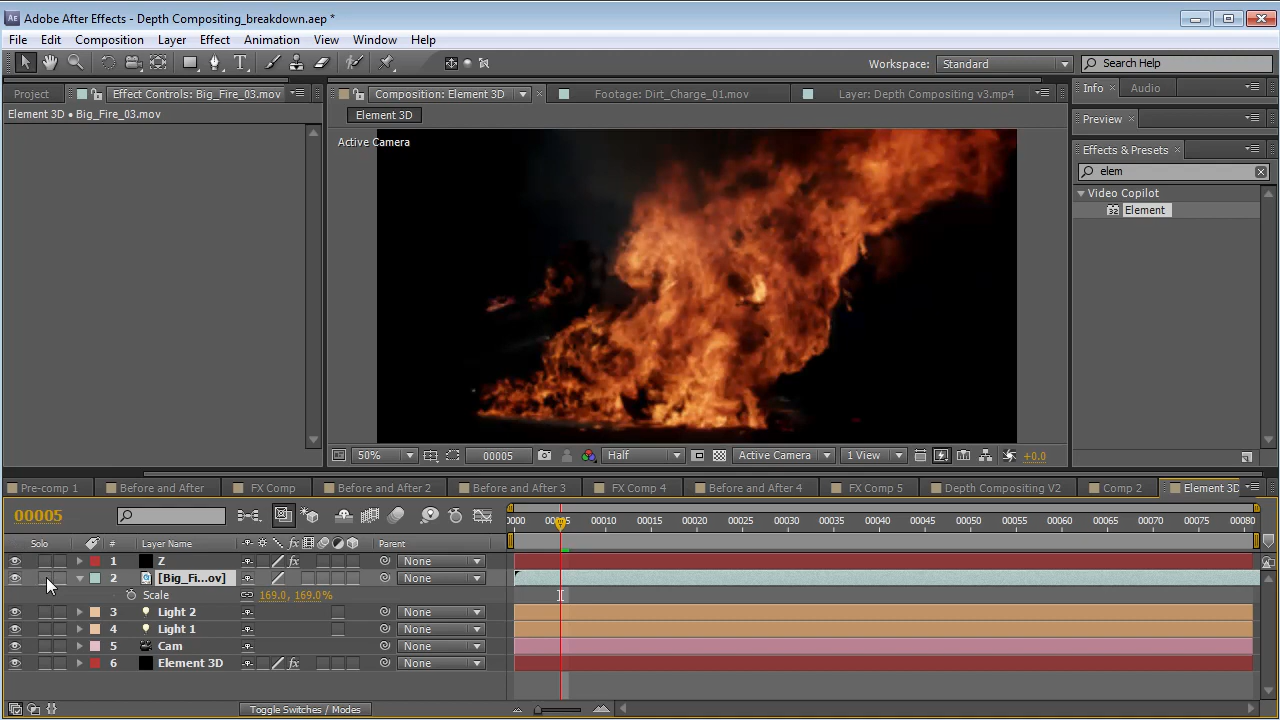 Adobe After Effects - Depth Compositing_breakdown.aep *
File Edit Composition Layer Effect Animation View Window Help
Workspace: Standard Search Help
Project Effect Controls: Big_Fire_03.mov Composition: Element 3D Footage: Dirt_Charge_01.mov Layer: Depth Compositing v3.mp4 Info Audio
Element 3D • Big_Fire_03.mov
Element 3D
Preview
Active Camera
Effects & Presets
elem
Video Copilot
32 Element
50% 00005 Half Active Camera 1 View +0.0
Pre-comp 1 Before and After FX Comp Before and After 2 Before and After 3 FX Comp 4 Before and After 4 FX Comp 5 Depth Compositing V2 Comp 2 Element 3D
00005
0000 00005 00010 00015 00020 00025 00030 00035 00040 00045 00050 00055 00060 00065 00070 00075 00080
Solo # Layer Name fx Parent
1 Z fx None
2 [Big_Fi...ov] None
Scale 169.0, 169.0%
3 Light 2 None
4 Light 1 None
5 Cam None
6 Element 3D fx None
Toggle Switches / Modes